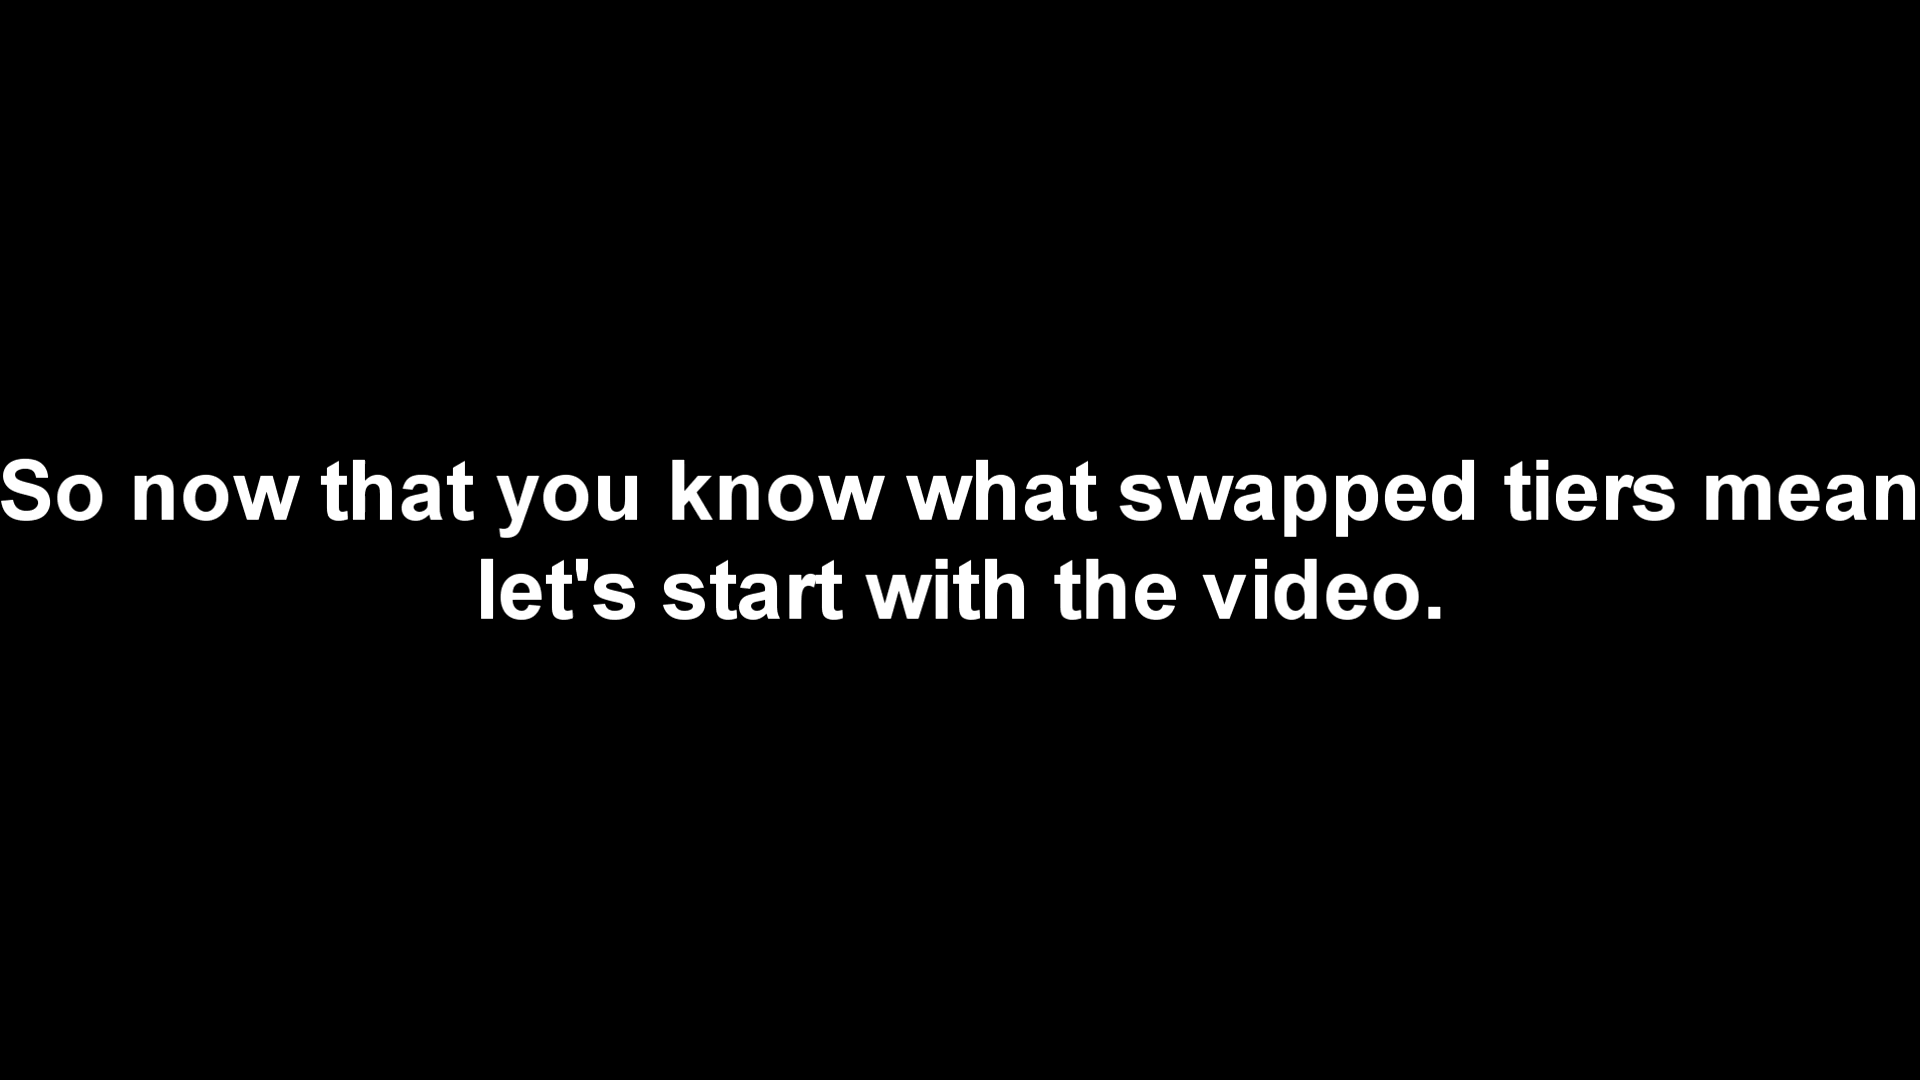 So now that you know what swapped tiers mean
let's start with the video.